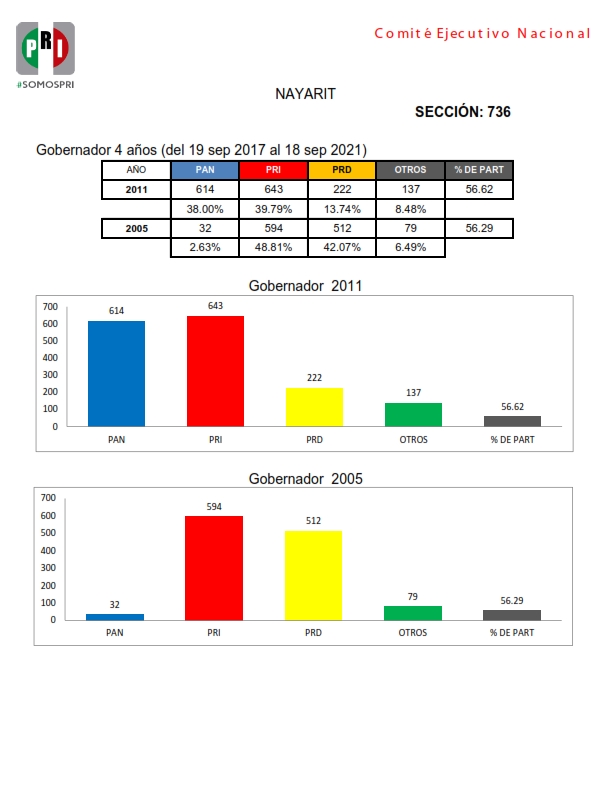 Comité Ejecutivo Nacional
PRI
#SOMOSPRI
NAYARIT
SECCIÓN: 736
Gobernador 4 años (del 19 sep 2017 al 18 sep 2021)
AÑO PAN PRI PRD OTROS % DE PART
2011 614 643 222 137 56.62
38.00% 39.79% 13.74% 8.48%
2005 32 594 512 79 56.29
2.63% 48.81% 42.07% 6.49%
Gobernador 2011
700
600
500
400
300
200
100
0
614
643
222
137
56.62
PAN PRI PRD OTROS % DE PART
Gobernador 2005
700
600
500
400
300
200
100
0
32
594
512
79
56.29
PAN PRI PRD OTROS % DE PART